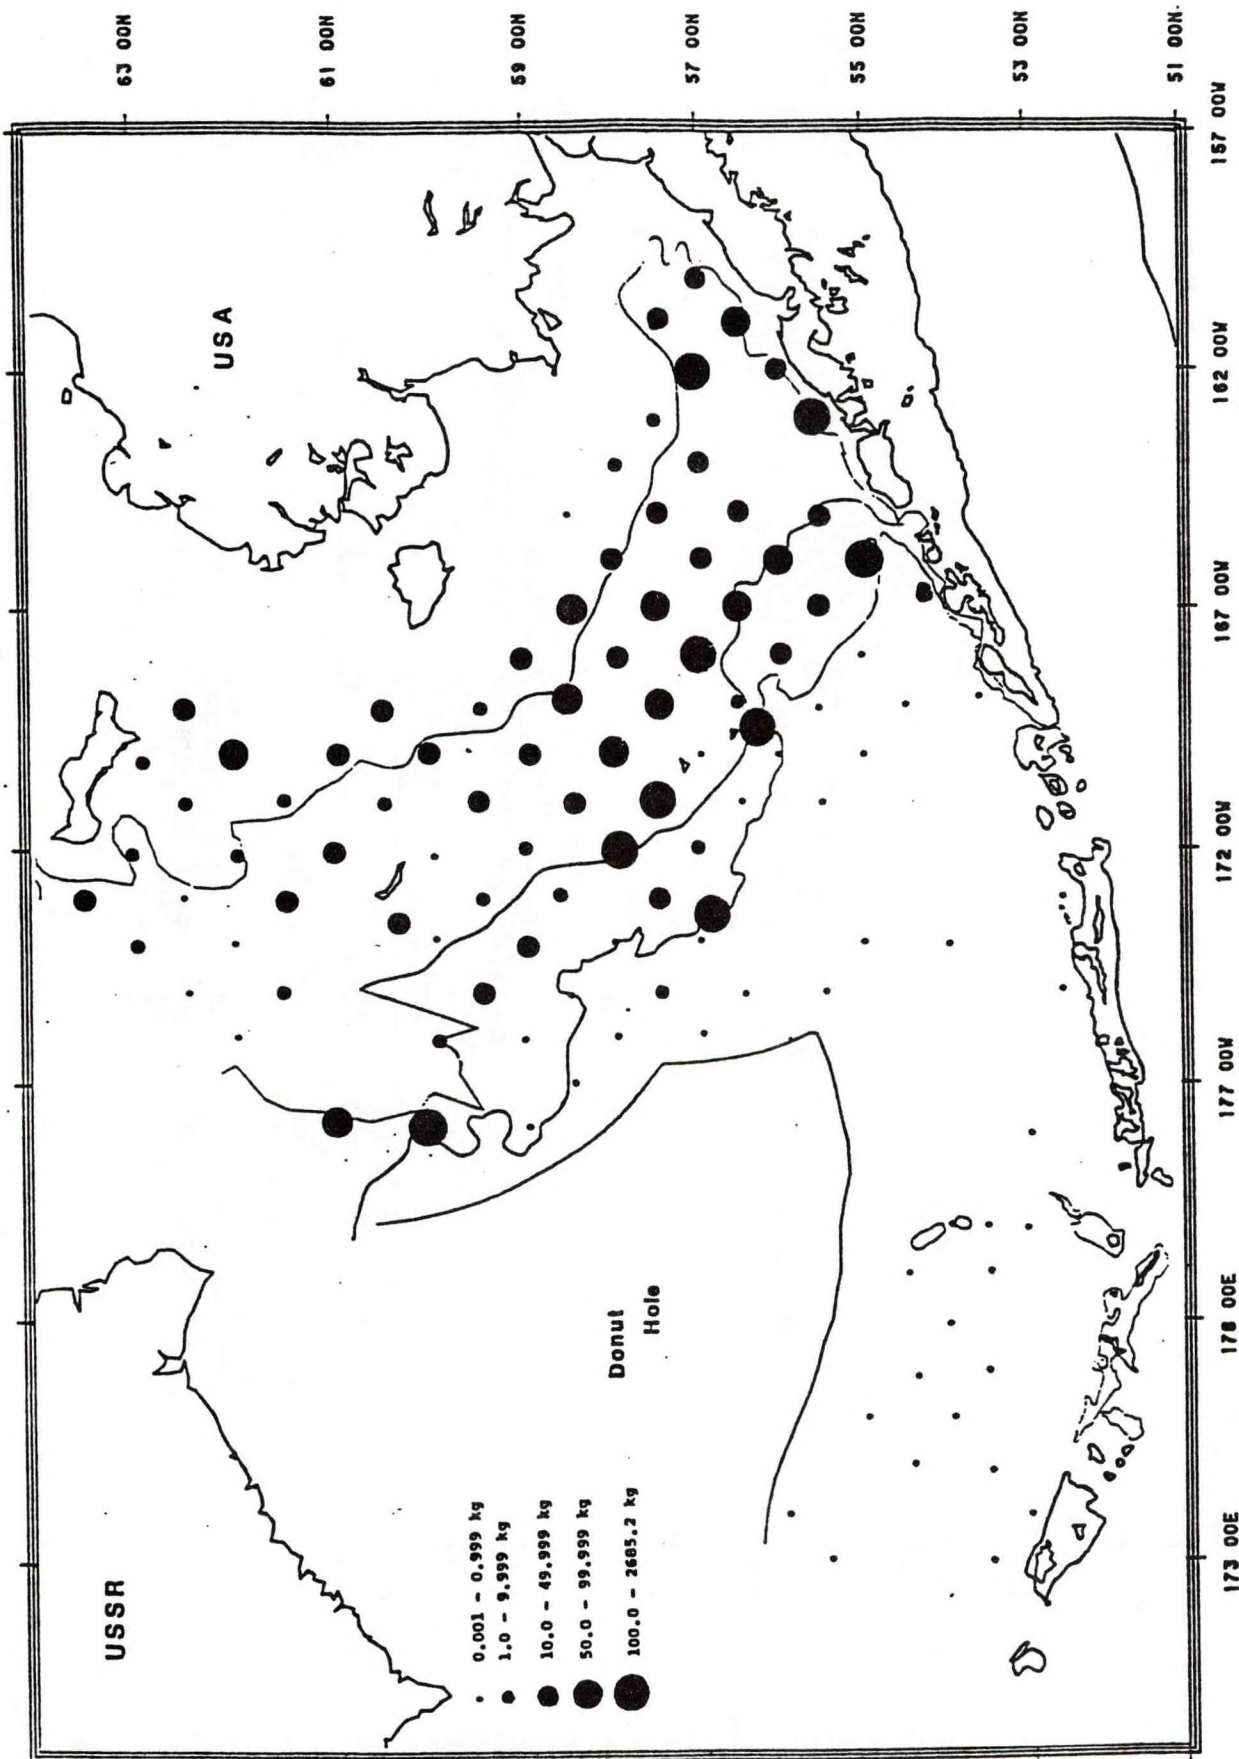 USSR
USA
Donut
Hole
0.001 - 0.999 kg
1.0 - 9.999 kg
10.0 - 49.999 kg
50.0 - 99.999 kg
100.0 - 2685.2 kg
63 00N
61 00N
59 00N
57 00N
55 00N
53 00N
51 00N
173 00E
178 00E
177 00W
172 00W
167 00W
162 00W
157 00W